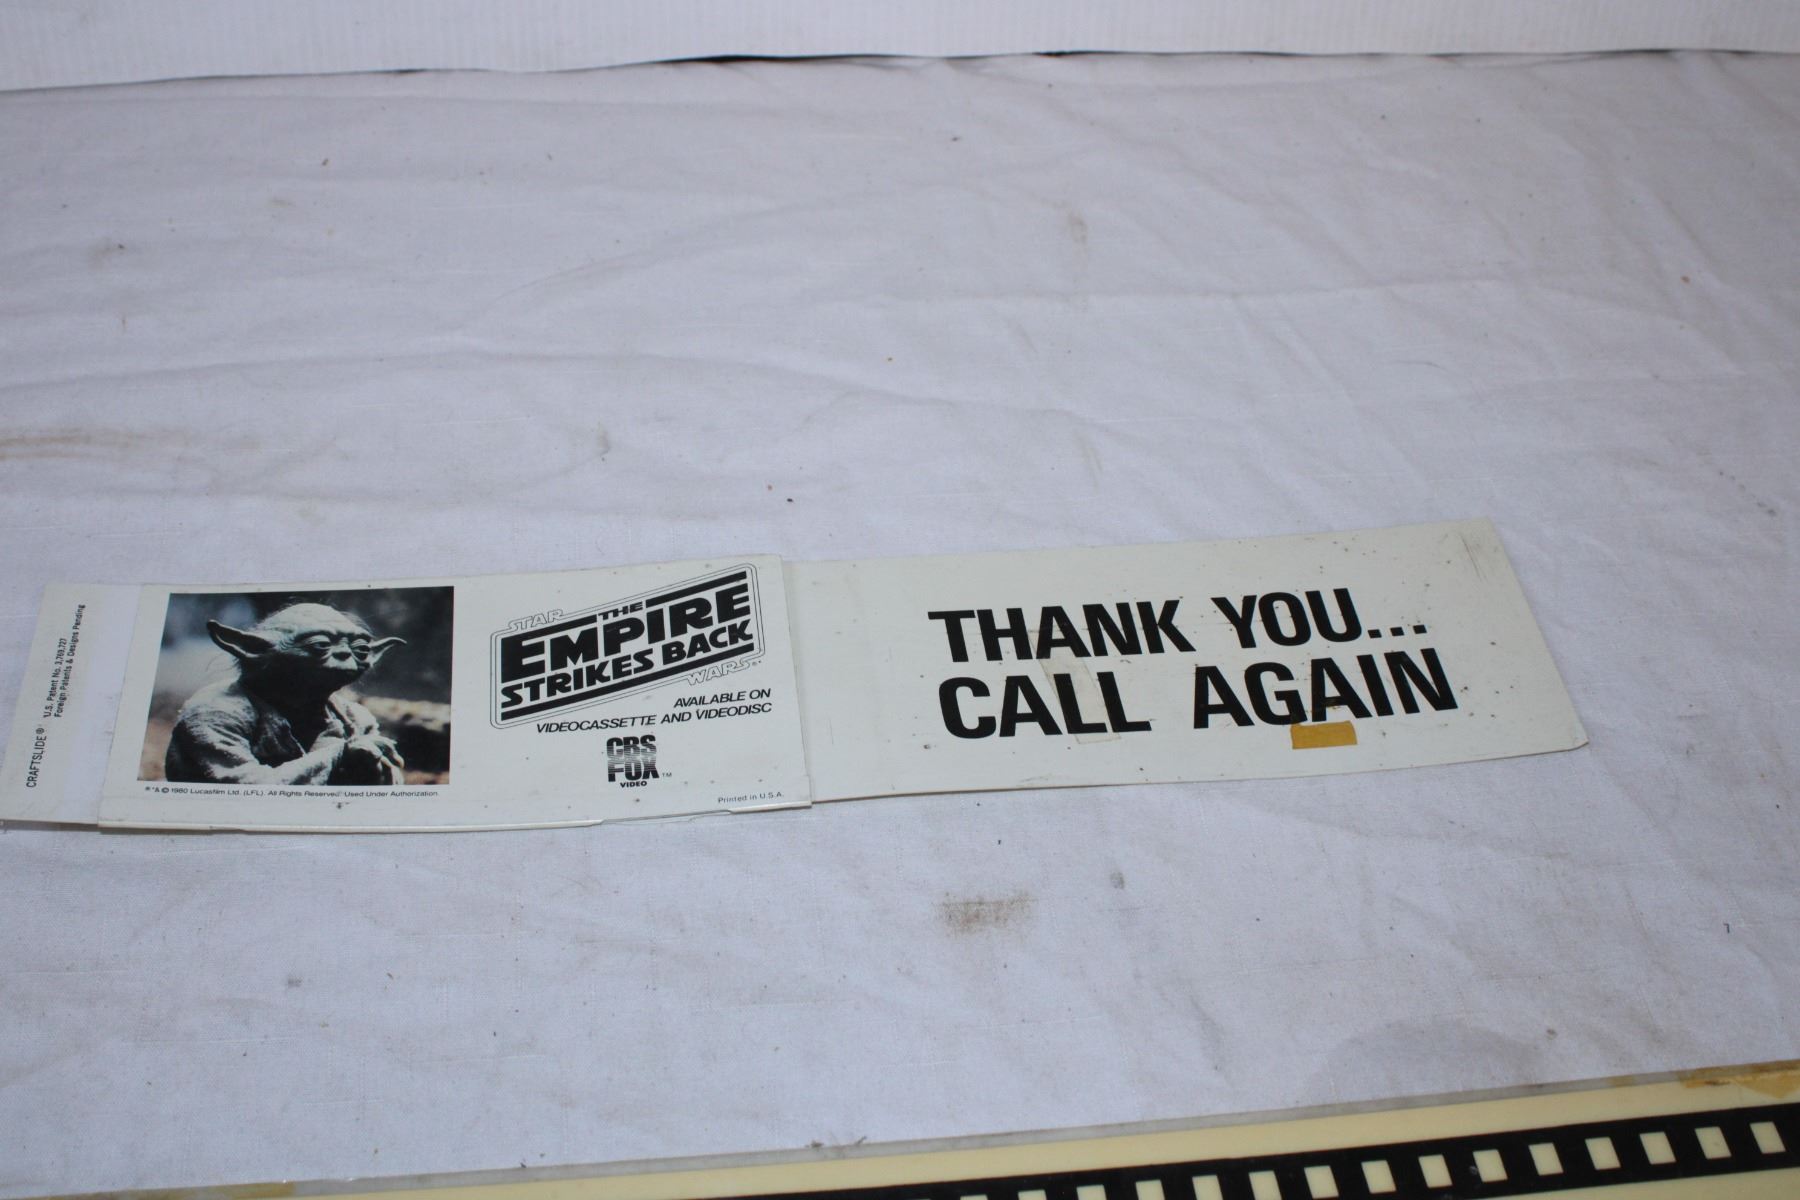 CRAFTSLIDE® U.S. Patent No. 3,769,727
Foreign Patents & Designs Pending
®*& © 1980 Lucasfilm Ltd. (LFL). All Rights Reserved. Used Under Authorization.
STAR
THE
EMPIRE
STRIKES BACK
WARS®*
AVAILABLE ON
VIDEOCASSETTE AND VIDEODISC
CBS
FOX™
VIDEO
Printed in U.S.A.
THANK YOU...
CALL AGAIN